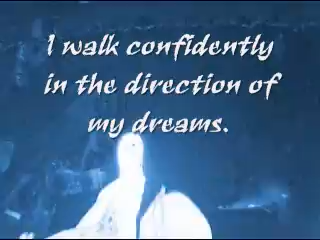 I walk confidently
in the direction of
my dreams.